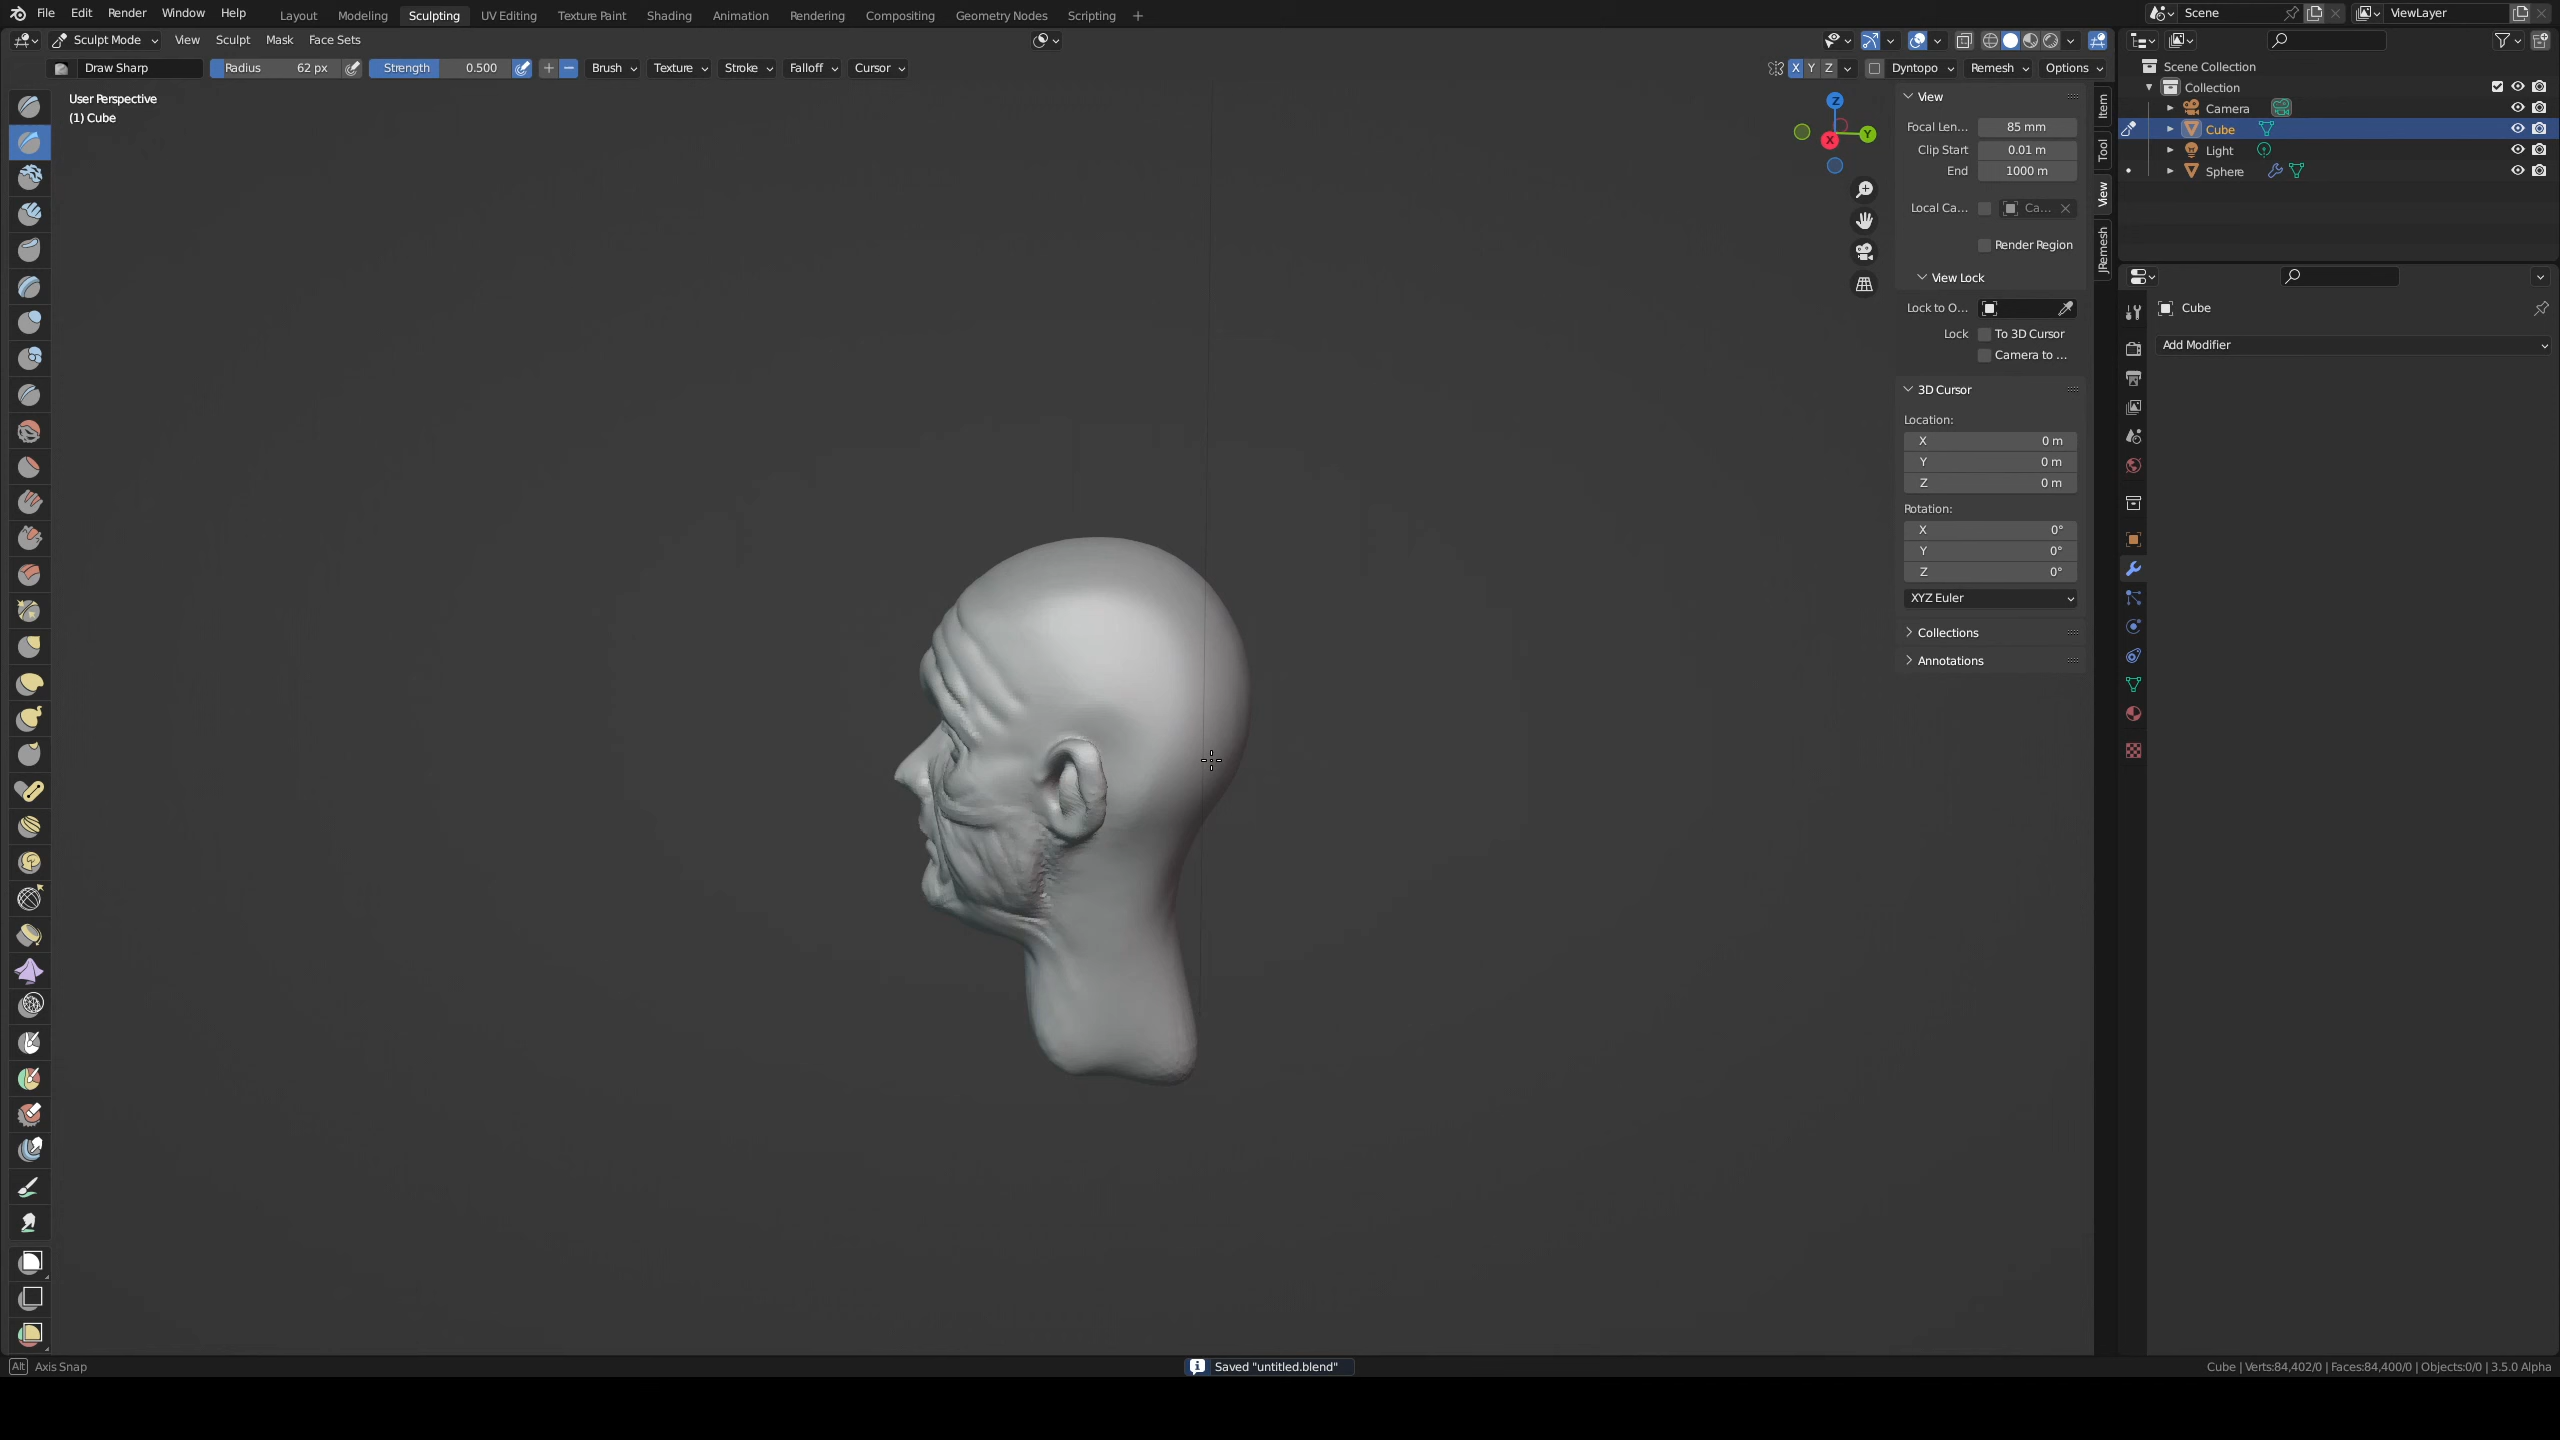 File Edit Render Window Help Layout Modeling Sculpting UV Editing Texture Paint Shading Animation Rendering Compositing Geometry Nodes Scripting + Scene ViewLayer
Sculpt Mode View Sculpt Mask Face Sets
Draw Sharp Radius 62 px Strength 0.500 Brush Texture Stroke Falloff Cursor X Y Z Dyntopo Remesh Options
User Perspective
(1) Cube
Z
Y
X
View
Focal Len... 85 mm
Clip Start 0.01 m
End 1000 m
Local Ca... Ca...
Render Region
View Lock
Lock to O...
Lock To 3D Cursor
Camera to ...
3D Cursor
Location:
X 0 m
Y 0 m
Z 0 m
Rotation:
X 0°
Y 0°
Z 0°
XYZ Euler
Collections
Annotations
Item
Tool
View
JRemesh
Scene Collection
Collection
Camera
Cube
Light
Sphere
Cube
Add Modifier
Alt Axis Snap
Saved "untitled.blend"
Cube | Verts:84,402/0 | Faces:84,400/0 | Objects:0/0 | 3.5.0 Alpha